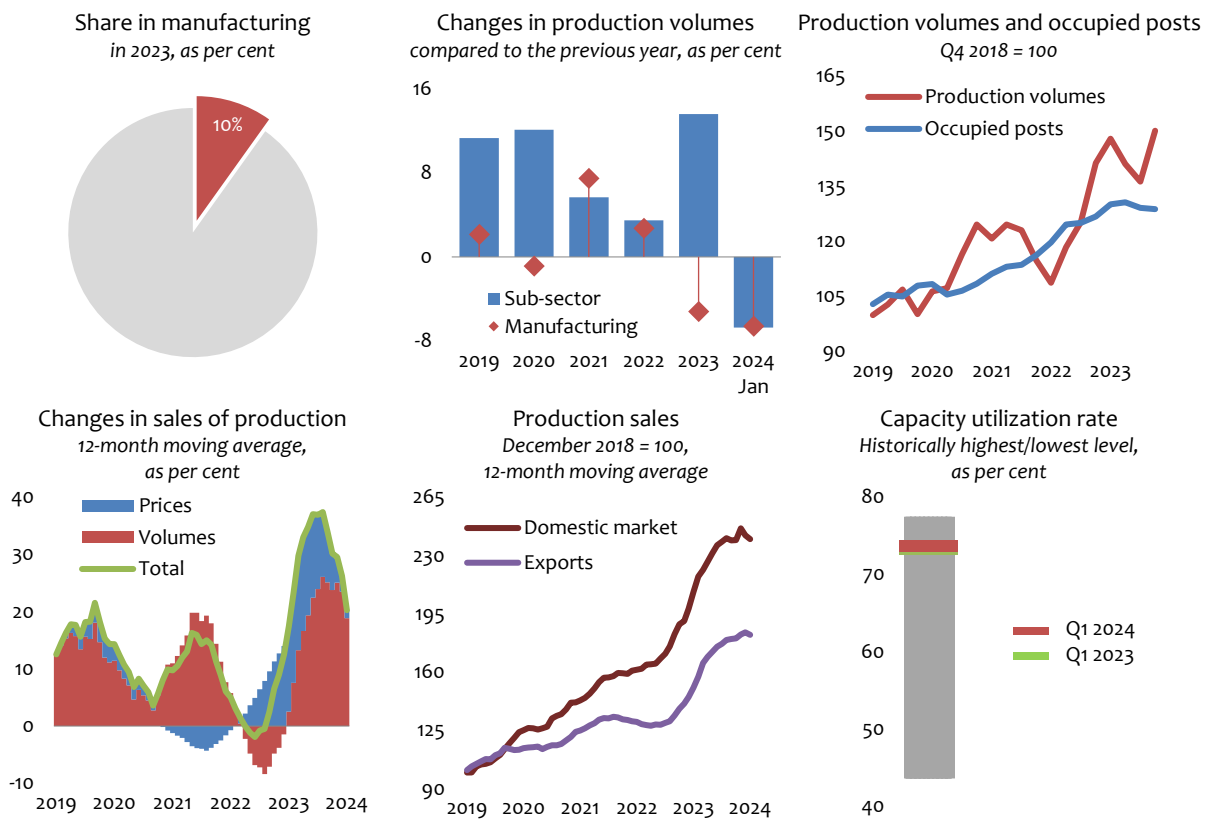 Share in manufacturing
in 2023, as per cent
10%
Changes in production volumes
compared to the previous year, as per cent
16
8
0
-8
Sub-sector
Manufacturing
2019 2020 2021 2022 2023 2024
Jan
Production volumes and occupied posts
Q4 2018 = 100
165
150
135
120
105
90
Production volumes
Occupied posts
2019 2020 2021 2022 2023
Changes in sales of production
12-month moving average,
as per cent
40
30
20
10
0
-10
Prices
Volumes
Total
2019 2020 2021 2022 2023 2024
Production sales
December 2018 = 100,
12-month moving average
265
230
195
160
125
90
Domestic market
Exports
2019 2020 2021 2022 2023 2024
Capacity utilization rate
Historically highest/lowest level,
as per cent
80
70
60
50
40
Q1 2024
Q1 2023